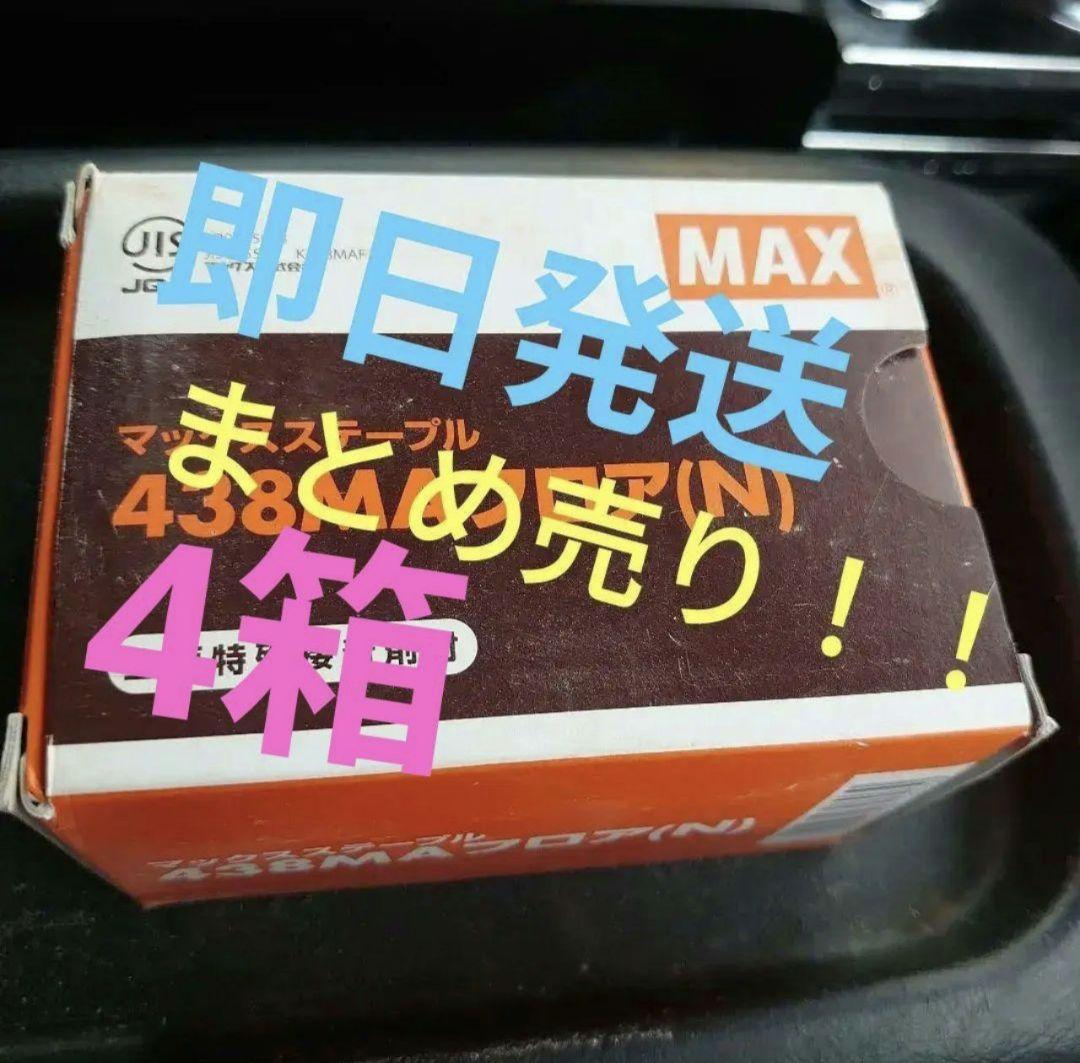 JIS
MAX
即日発送
マックスステープル
438MAフロア(N)
まとめ売り！！
4箱
マックスステープル
438MAフロア(N)